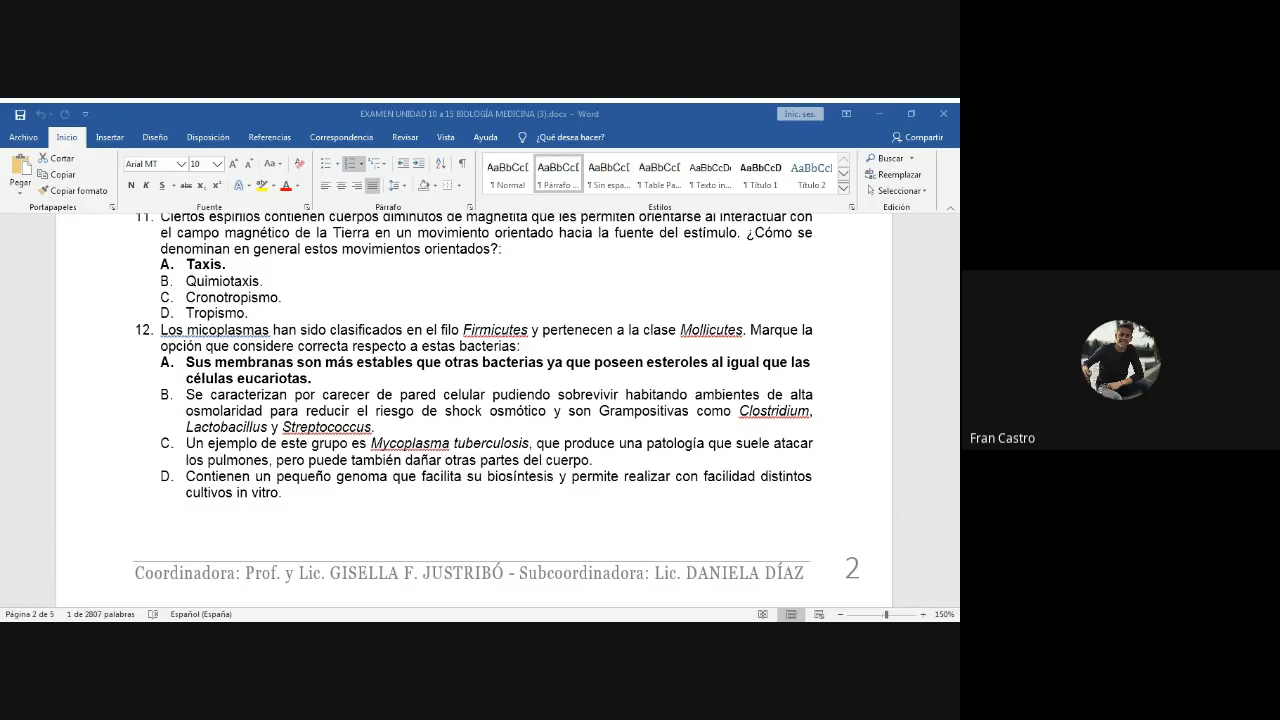 EXAMEN UNIDAD 10 a 15 BIOLOGÍA MEDICINA (3).docx - Word
Inic. ses.
Archivo Inicio Insertar Diseño Disposición Referencias Correspondencia Revisar Vista Ayuda ¿Qué desea hacer? Compartir
Pegar
Cortar
Copiar
Copiar formato
Portapapeles
Arial MT 10
Fuente
Párrafo
AaBbCcI AaBbCcI AaBbCcI AaBbCcI AaBbCcDı AaBbCcD AaBbCcl
¶ Normal ¶ Párrafo ... ¶ Sin espa... ¶ Table Pa... ¶ Texto in... ¶ Título 1 Título 2
Estilos
Buscar
Reemplazar
Seleccionar
Edición
11. Ciertos espirilos contienen cuerpos diminutos de magnetita que les permiten orientarse al interactuar con
el campo magnético de la Tierra en un movimiento orientado hacia la fuente del estímulo. ¿Cómo se
denominan en general estos movimientos orientados?:
A. Taxis.
B. Quimiotaxis.
C. Cronotropismo.
D. Tropismo.
12. Los micoplasmas han sido clasificados en el filo Firmicutes y pertenecen a la clase Mollicutes. Marque la
opción que considere correcta respecto a estas bacterias:
A. Sus membranas son más estables que otras bacterias ya que poseen esteroles al igual que las
células eucariotas.
B. Se caracterizan por carecer de pared celular pudiendo sobrevivir habitando ambientes de alta
osmolaridad para reducir el riesgo de shock osmótico y son Grampositivas como Clostridium,
Lactobacillus y Streptococcus.
C. Un ejemplo de este grupo es Mycoplasma tuberculosis, que produce una patología que suele atacar
los pulmones, pero puede también dañar otras partes del cuerpo.
D. Contienen un pequeño genoma que facilita su biosíntesis y permite realizar con facilidad distintos
cultivos in vitro.
Coordinadora: Prof. y Lic. GISELLA F. JUSTRIBÓ - Subcoordinadora: Lic. DANIELA DÍAZ 2
Página 2 de 5 1 de 2807 palabras Español (España) 150%
Fran Castro